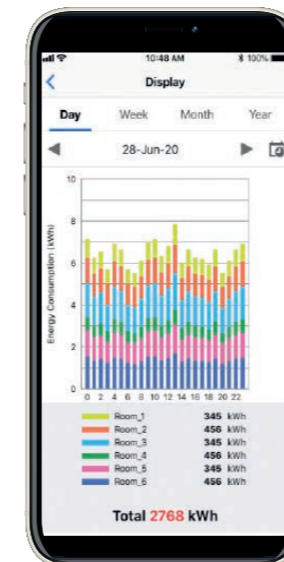 10:48 AM 100%
Display
Day Week Month Year
28-Jun-20
Energy Consumption (kWh)
10
8
6
4
2
0
0 2 4 6 8 10 12 14 16 18 20 22
Room_1 345 kWh
Room_2 456 kWh
Room_3 345 kWh
Room_4 456 kWh
Room_5 345 kWh
Room_6 456 kWh
Total 2768 kWh